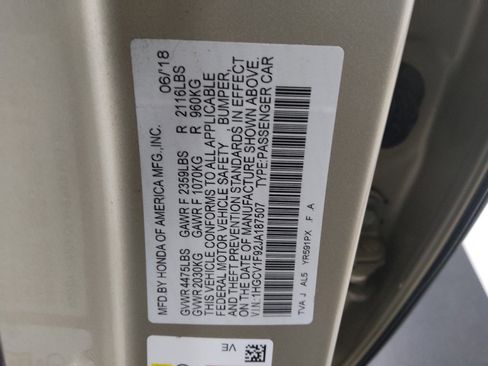 MFD.BY HONDA OF AMERICA MFG.,INC. 06/18
GVWR 4475LBS GAWR F 2359LBS R 2116LBS
GVWR 2030KG GAWR F 1070KG R 960KG
THIS VEHICLE CONFORMS TO ALL APPLICABLE
FEDERAL MOTOR VEHICLE SAFETY , BUMPER,
AND THEFT PREVENTION STANDARDS IN EFFECT
ON THE DATE OF MANUFACTURE SHOWN ABOVE.
VIN:1HGCV1F92JA187507 TYPE:PASSENGER CAR
TVA J AL5 YR591PX F A
VE